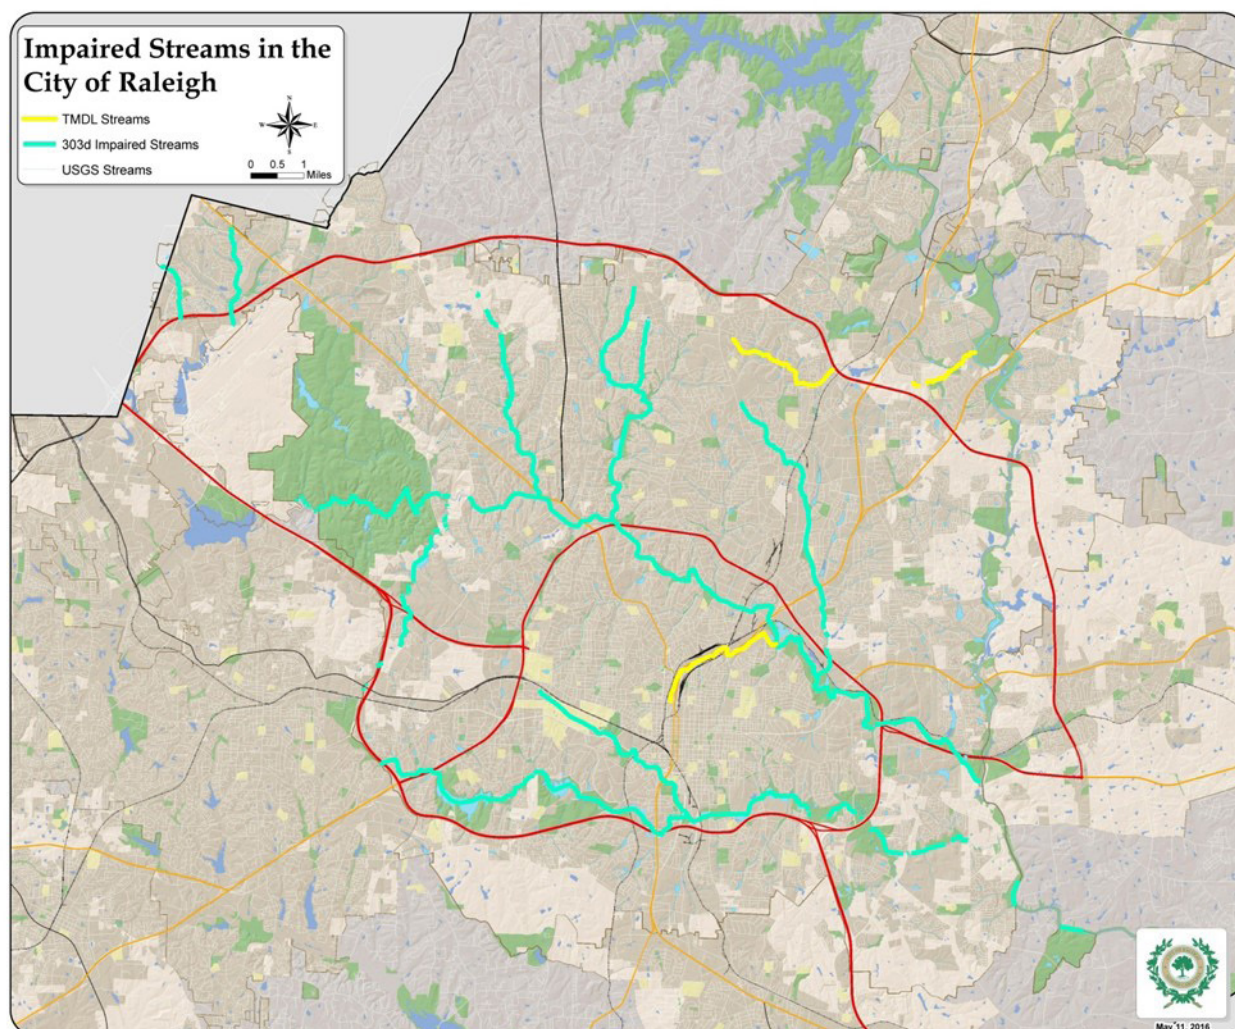 Impaired Streams in the
City of Raleigh
N
W E
S
TMDL Streams
303d Impaired Streams
USGS Streams
0 0.5 1
Miles
May 11, 2016